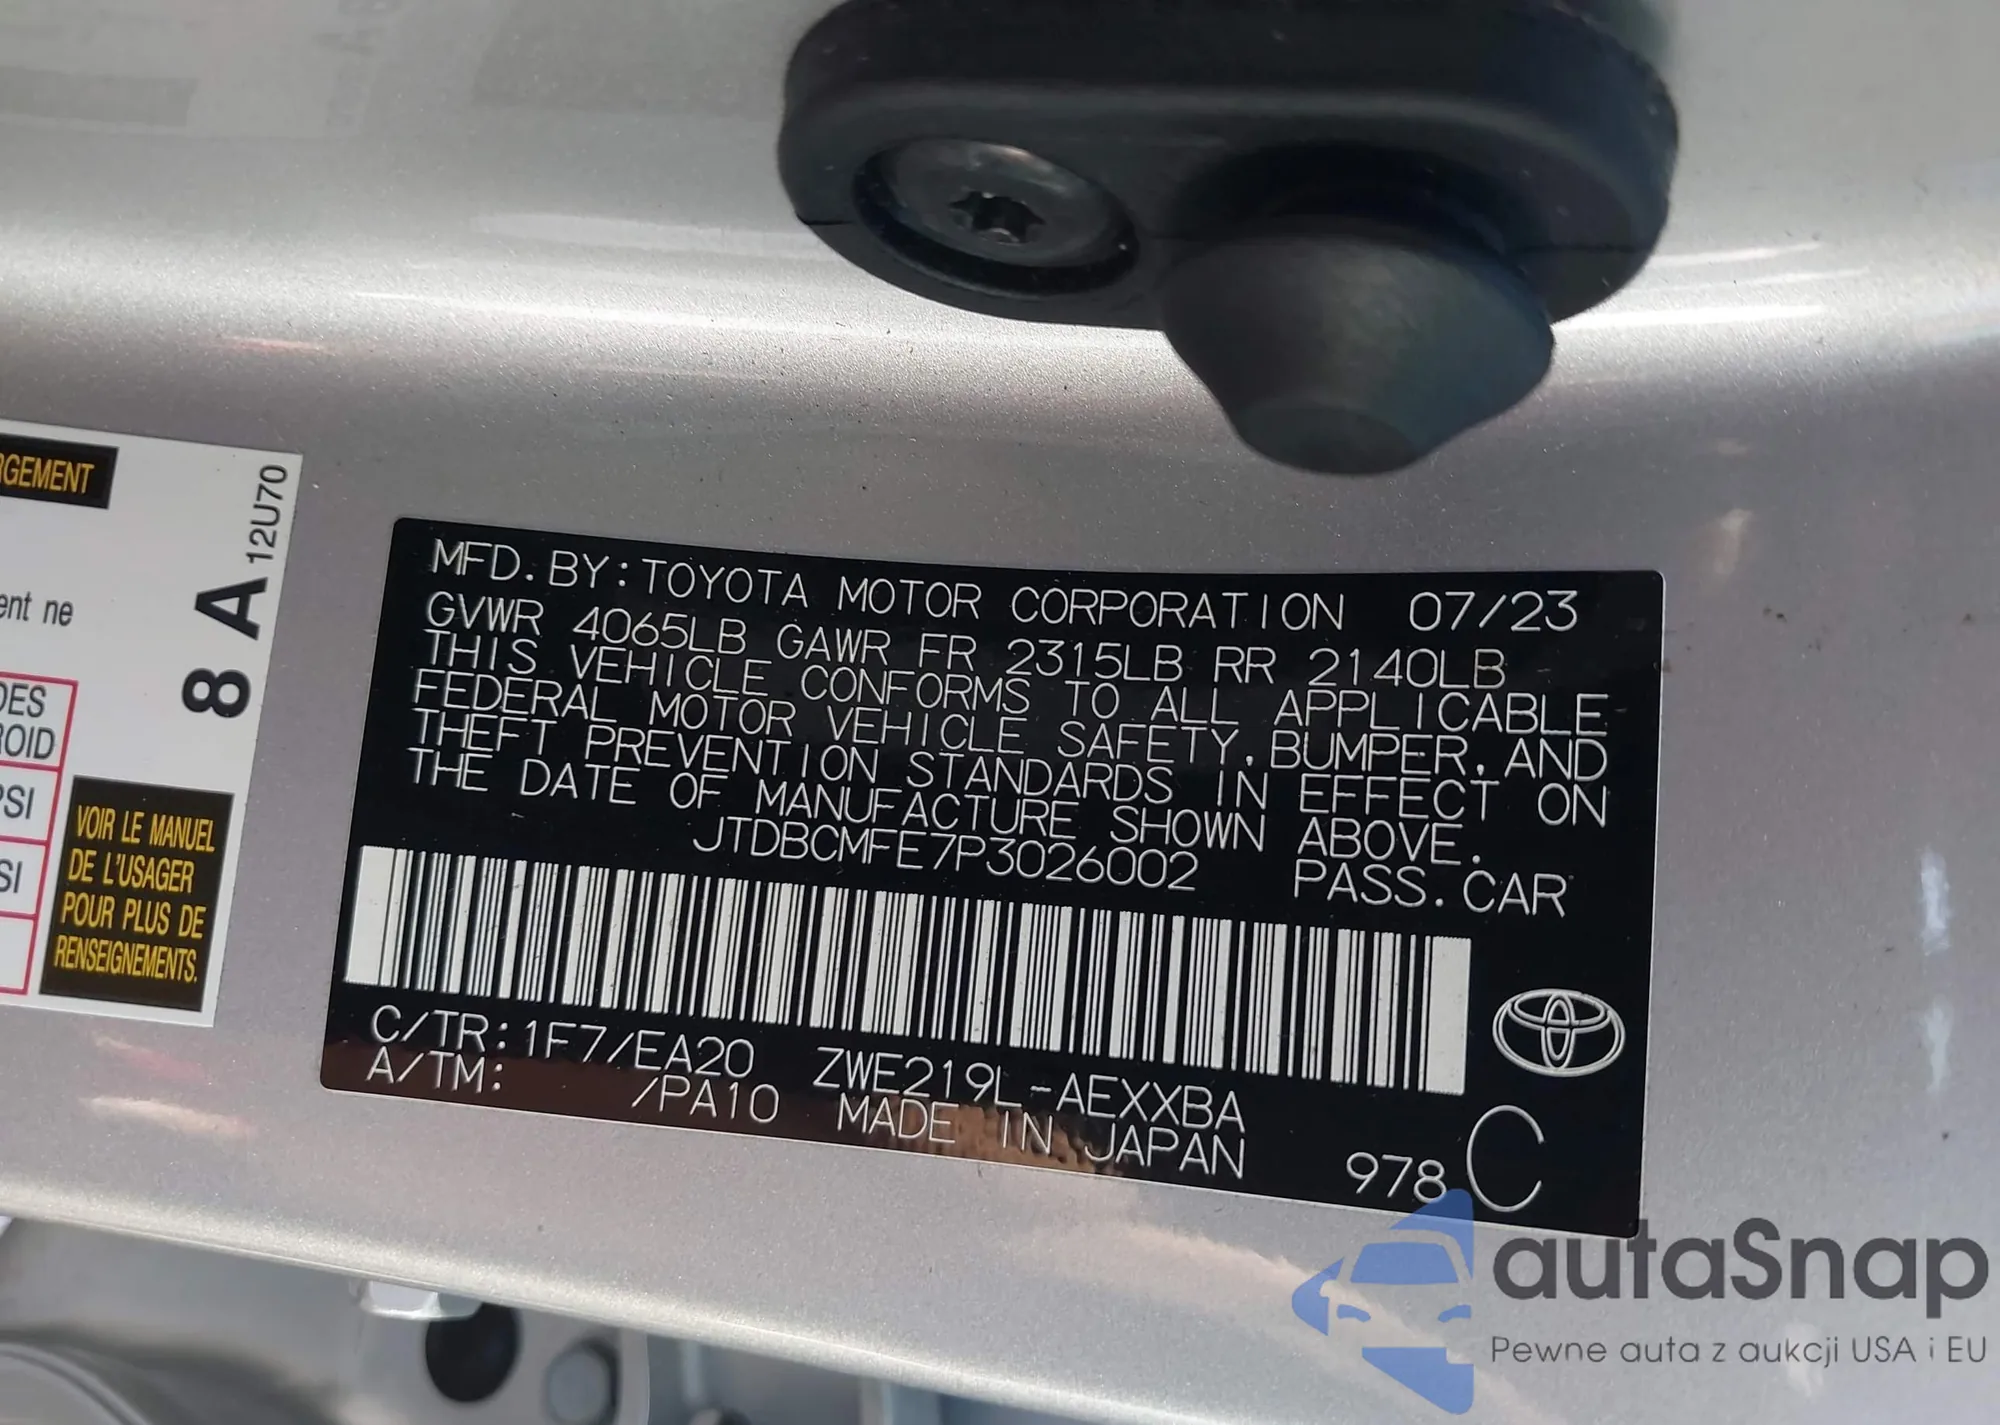 RGEMENT
12U70
8 A
ent ne
DES
ROID
PSI
SI
VOIR LE MANUEL
DE L'USAGER
POUR PLUS DE
RENSEIGNEMENTS.
MFD. BY: TOYOTA MOTOR CORPORATION 07/23
GVWR 4065LB GAWR FR 2315LB RR 2140LB
THIS VEHICLE CONFORMS TO ALL APPLICABLE
FEDERAL MOTOR VEHICLE SAFETY, BUMPER, AND
THEFT PREVENTION STANDARDS IN EFFECT ON
THE DATE OF MANUFACTURE SHOWN ABOVE.
JTDBCMFE7P3026002 PASS. CAR
C/TR: 1F7/EA20 ZWE219L-AEXXBA
A/TM: /PA10 MADE IN JAPAN
978 C
autaSnap
Pewne auta z aukcji USA i EU